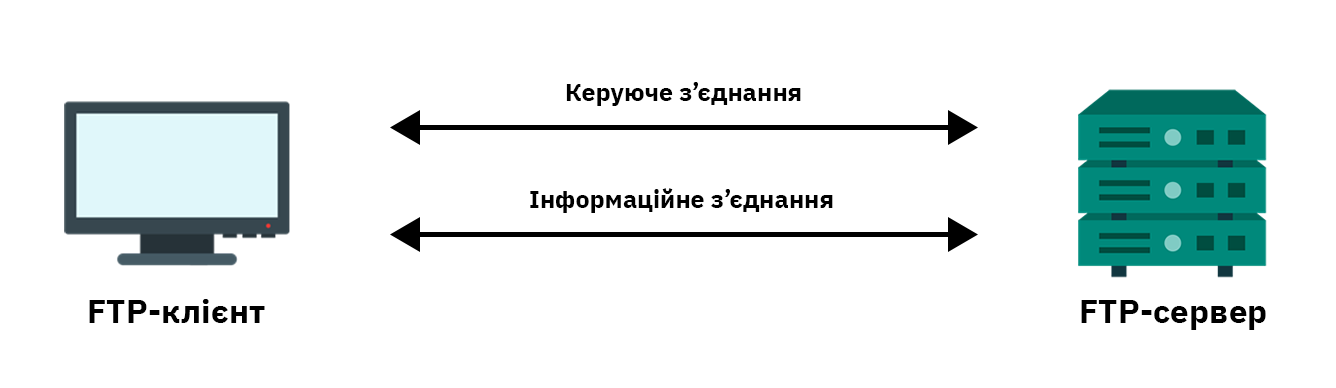 Керуюче з’єднання
Інформаційне з’єднання
FTP-клієнт
FTP-сервер